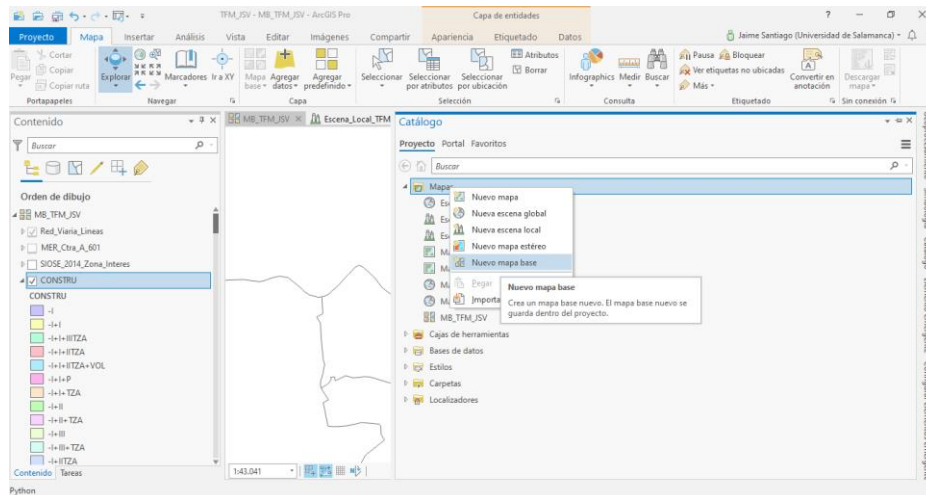 TFM_JSV - MB_TFM_JSV - ArcGIS Pro
Capa de entidades
?
Proyecto Mapa Insertar Análisis Vista Editar Imágenes Compartir Apariencia Etiquetado Datos
Jaime Santiago (Universidad de Salamanca)
Pegar
Cortar
Copiar
Copiar ruta
Portapapeles
Explorar
Marcadores
Ir a XY
Navegar
Mapa base
Agregar datos
Agregar predefinido
Capa
Seleccionar
Seleccionar por atributos
Seleccionar por ubicación
Atributos
Borrar
Selección
Infographics
Medir
Buscar
Consulta
Pausa
Bloquear
Ver etiquetas no ubicadas
Más
Convertir en anotación
Etiquetado
Descargar mapa
Sin conexión
Contenido
Buscar
Orden de dibujo
MB_TFM_JSV
Red_Viaria_Lineas
MER_Ctra_A_601
SIOSE_2014_Zona_Interes
CONSTRU
CONSTRU
-I
-I+I
-I+I+IIITZA
-I+I+IITZA
-I+I+IITZA+VOL
-I+I+P
-I+I+TZA
-I+II
-I+II+TZA
-I+III
-I+III+TZA
-I+IITZA
Contenido Tareas
Python
MB_TFM_JSV
Escena_Local_TFM
1:43.041
Catálogo
Proyecto Portal Favoritos
Buscar
Mapas
Nuevo mapa
Nueva escena global
Nueva escena local
Nuevo mapa estéreo
Nuevo mapa base
Pegar
Importa
Nuevo mapa base
Crea un mapa base nuevo. El mapa base nuevo se
guarda dentro del proyecto.
MB_TFM_JSV
Cajas de herramientas
Bases de datos
Estilos
Carpetas
Localizadores